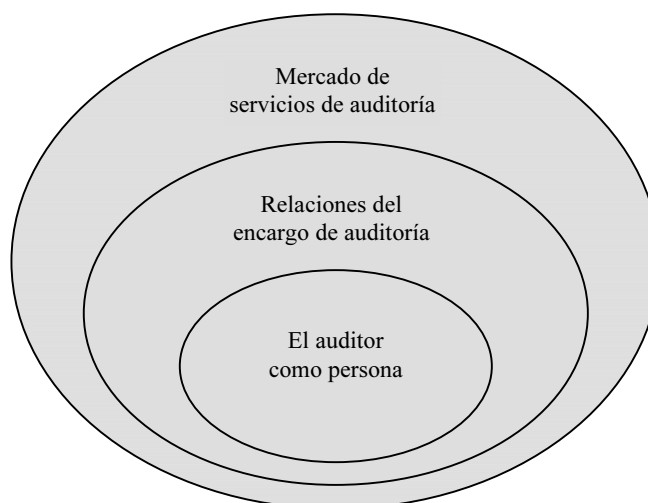 Mercado de
servicios de auditoría
Relaciones del
encargo de auditoría
El auditor
como persona